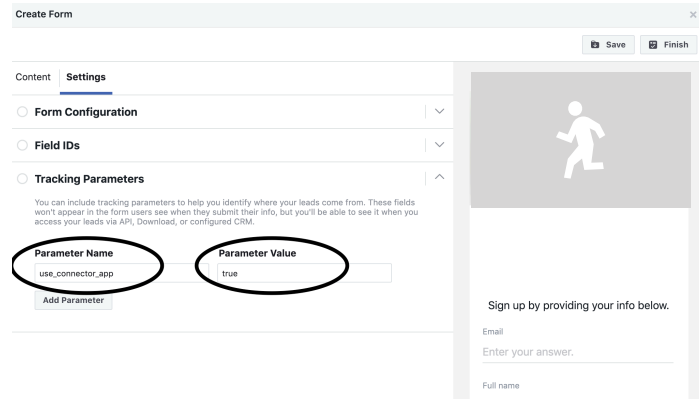 Create Form
Save Finish
Content Settings
Form Configuration
Field IDs
Tracking Parameters
You can include tracking parameters to help you identify where your leads come from. These fields
won't appear in the form users see when they submit their info, but you'll be able to see it when you
access your leads via API, Download, or configured CRM.
Parameter Name Parameter Value
use_connector_app true
Add Parameter
Sign up by providing your info below.
Email
Enter your answer.
Full name